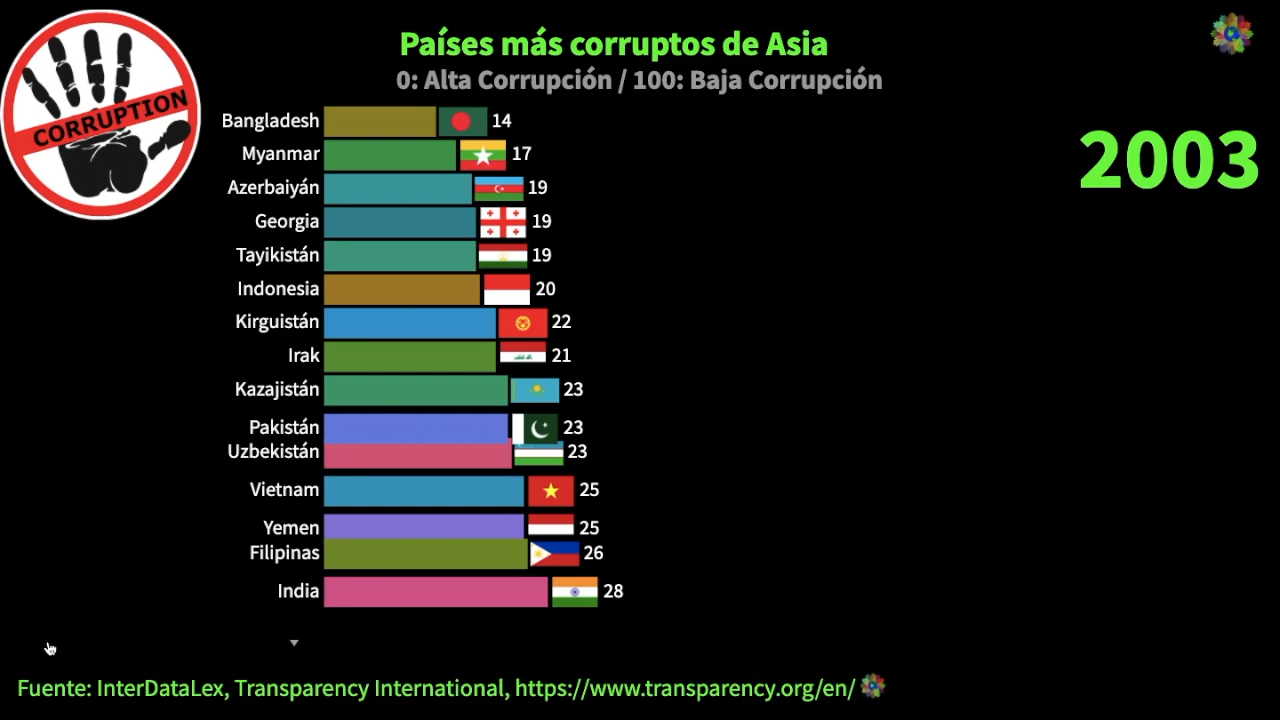 CORRUPTION
Países más corruptos de Asia
0: Alta Corrupción / 100: Baja Corrupción
2003
Bangladesh 14
Myanmar 17
Azerbaiyán 19
Georgia 19
Tayikistán 19
Indonesia 20
Kirguistán 22
Irak 21
Kazajistán 23
Pakistán 23
Uzbekistán 23
Vietnam 25
Yemen 25
Filipinas 26
India 28
Fuente: InterDataLex, Transparency International, https://www.transparency.org/en/